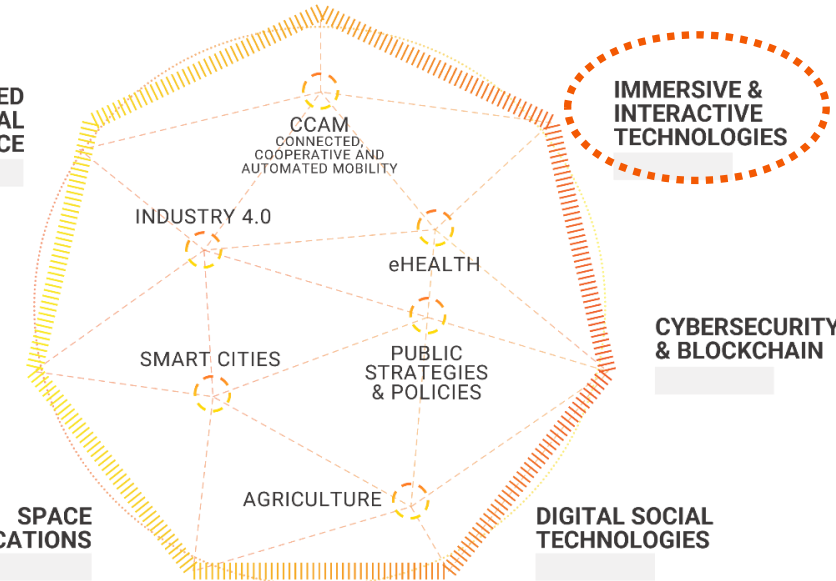 IMMERSIVE &
INTERACTIVE
TECHNOLOGIES
CCAM
CONNECTED,
COOPERATIVE AND
AUTOMATED MOBILITY
INDUSTRY 4.0
eHEALTH
CYBERSECURITY
& BLOCKCHAIN
SMART CITIES
PUBLIC
STRATEGIES
& POLICIES
AGRICULTURE
SPACE
DIGITAL SOCIAL
TECHNOLOGIES